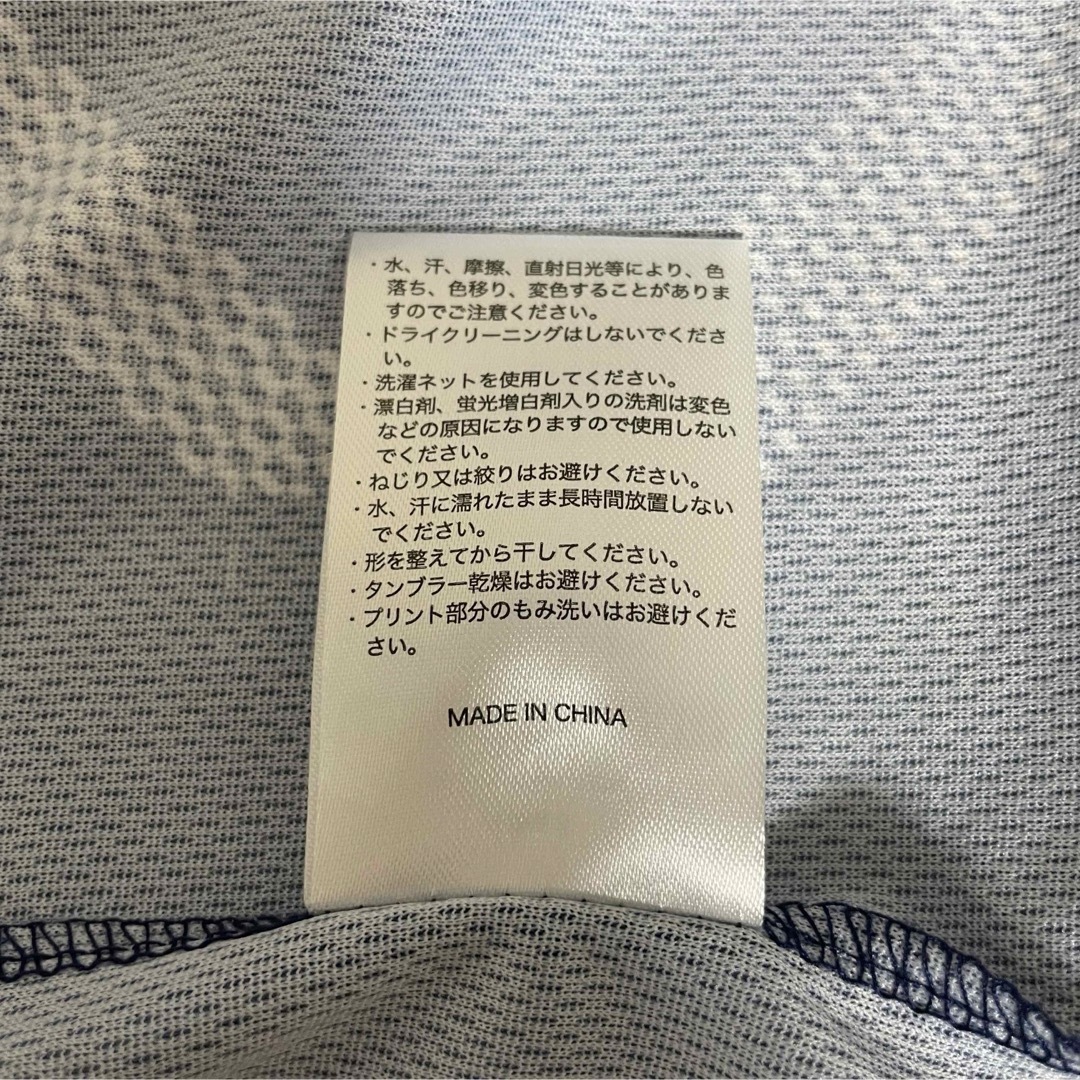 ・水、汗、摩擦、直射日光等により、色
落ち、色移り、変色することがありま
すのでご注意ください。
・ドライクリーニングはしないでくださ
い。
・洗濯ネットを使用してください。
・漂白剤、蛍光増白剤入りの洗剤は変色
などの原因になりますので使用しない
でください。
・ねじり又は絞りはお避けください。
・水、汗に濡れたまま長時間放置しない
でください。
・形を整えてから干してください。
・タンブラー乾燥はお避けください。
・プリント部分のもみ洗いはお避けくだ
さい。
MADE IN CHINA